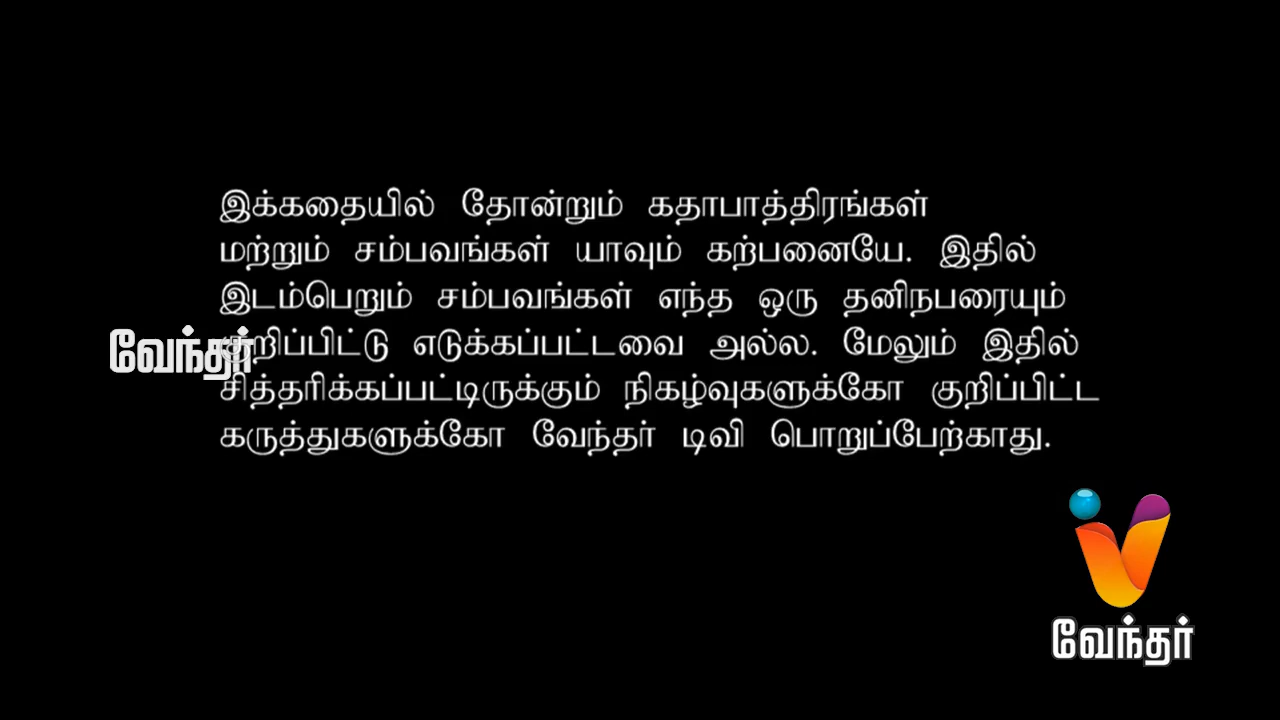 இக்கதையில் தோன்றும் கதாபாத்திரங்கள்
மற்றும் சம்பவங்கள் யாவும் கற்பனையே. இதில்
இடம்பெறும் சம்பவங்கள் எந்த ஒரு தனிநபரையும்
குறிப்பிட்டு எடுக்கப்பட்டவை அல்ல. மேலும் இதில்
சித்தரிக்கப்பட்டிருக்கும் நிகழ்வுகளுக்கோ குறிப்பிட்ட
கருத்துகளுக்கோ வேந்தர் டிவி பொறுப்பேற்காது.
வேந்தர்
வேந்தர்